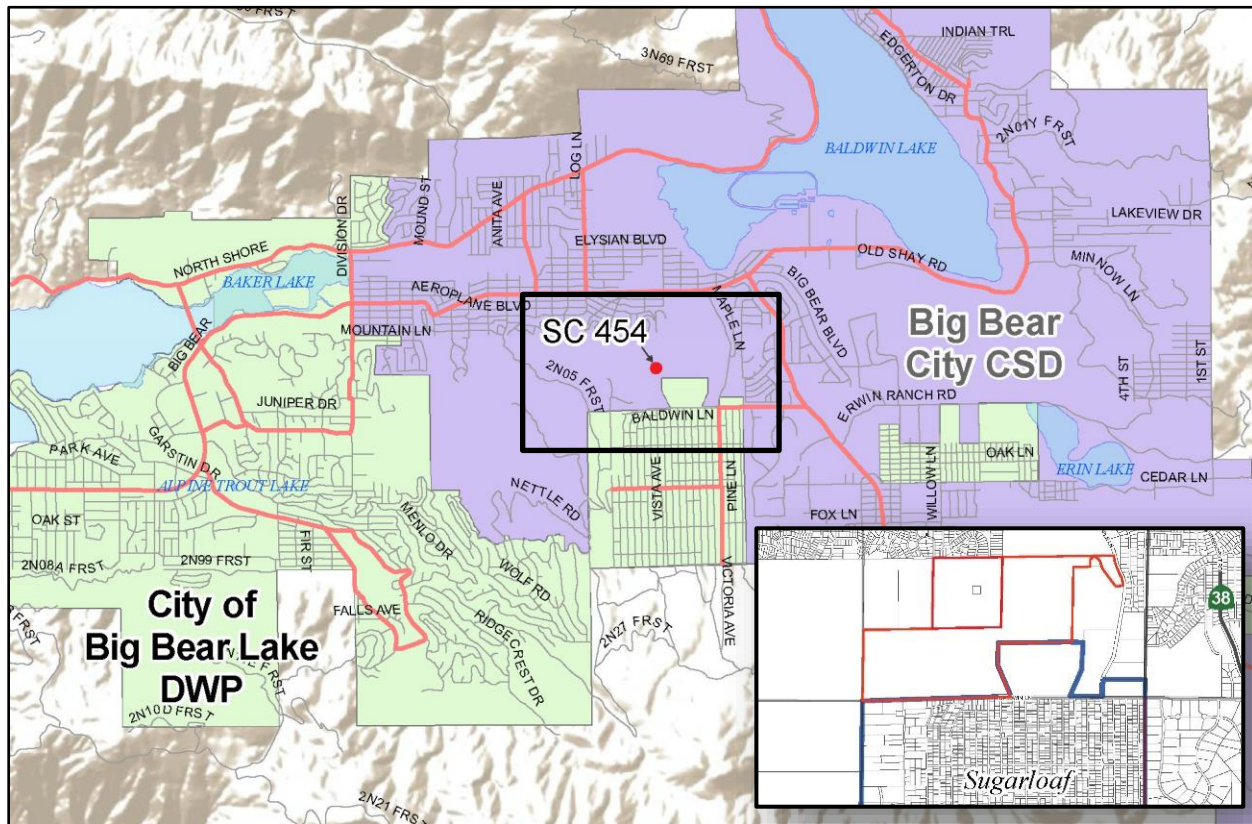 INDIAN TRL
EDGERTON DR
3N69 FRST
2N01Y FRST
LOG LN
BALDWIN LAKE
MOUND ST
ANITA AVE
LAKEVIEW DR
DIVISION DR
ELYSIAN BLVD
NORTH SHORE
OLD SHAY RD
MINNOW LN
BAKER LAKE
AEROPLANE BLVD
MAPLE LN
BIG BEAR BLVD
MOUNTAIN LN
SC 454
Big Bear
City CSD
BIG BEAR
4TH ST
1ST ST
2N05 FRST
JUNIPER DR
ERWIN RANCH RD
BALDWIN LN
GARSTIN DR
PARK AVE
OAK LN
ERIN LAKE
ALPINE TROUT LAKE
VISTA AVE
PINE LN
WILLOW LN
CEDAR LN
NETTLE RD
MENLO DR
OAK ST
FOX LN
FIRST
2N99 FRST
2N08A FRST
WOLF RD
VICTORIA AVE
City of
Big Bear Lake
DWP
FALLS AVE
2N27 FRST
RIDGECREST DR
38
FRST
2N10D FRST
2N21 FRST
Sugarloaf